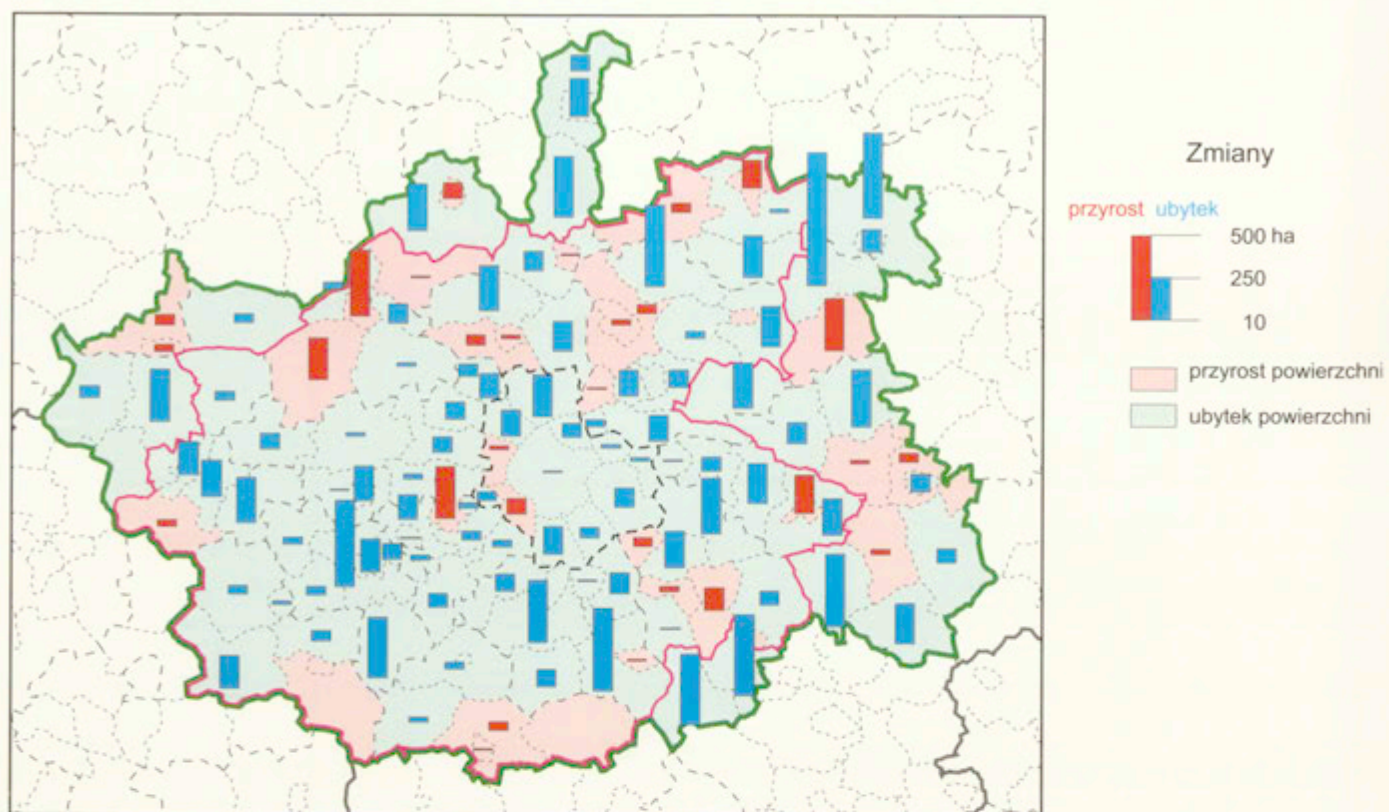 Zmiany
przyrost ubytek
500 ha
250
10
przyrost powierzchni
ubytek powierzchni